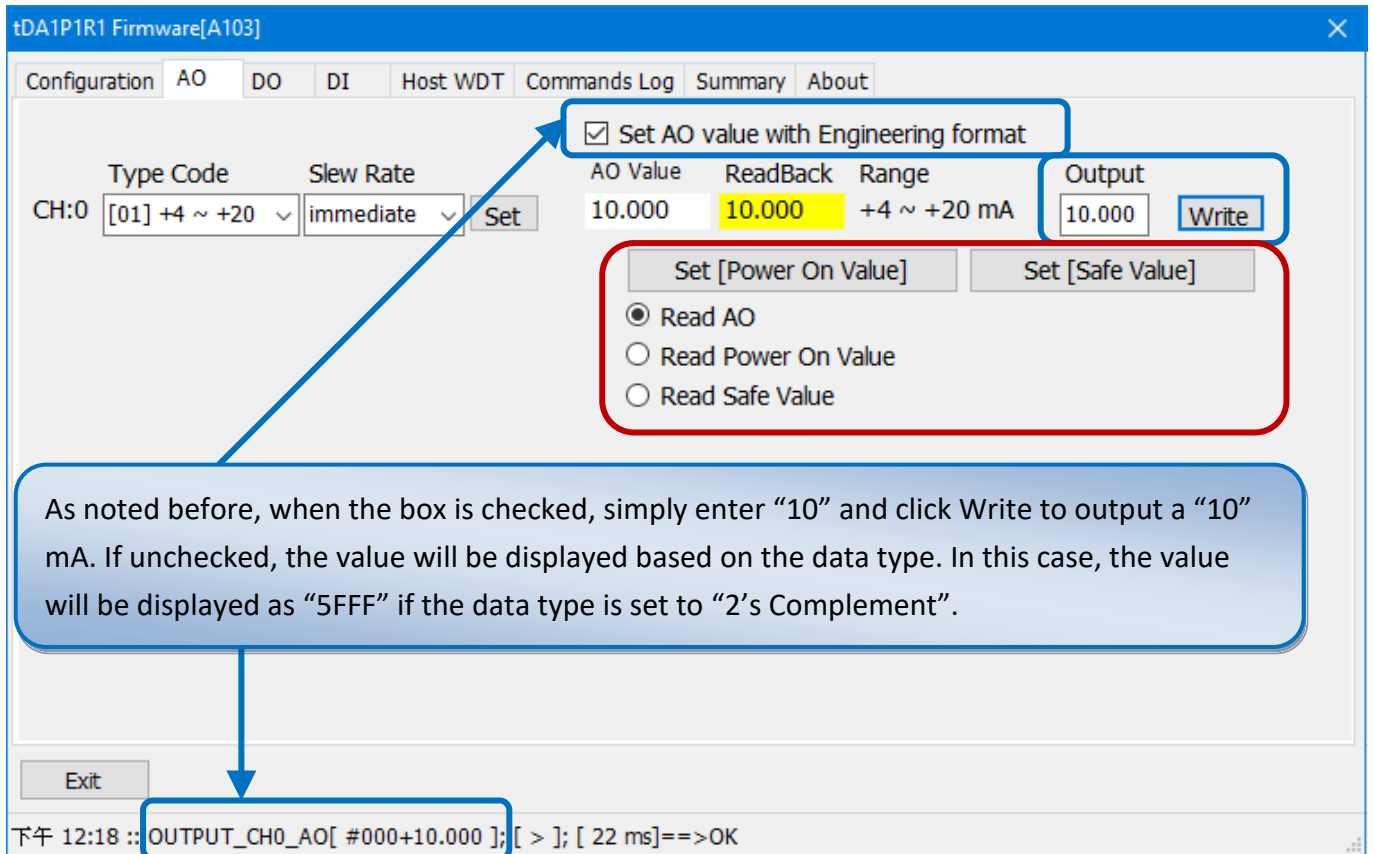 tDA1P1R1 Firmware[A103]
Configuration AO DO DI Host WDT Commands Log Summary About
Set AO value with Engineering format
Type Code Slew Rate AO Value ReadBack Range Output
CH:0 [01] +4 ~ +20 immediate Set 10.000 10.000 +4 ~ +20 mA 10.000 Write
Set [Power On Value] Set [Safe Value]
Read AO
Read Power On Value
Read Safe Value
As noted before, when the box is checked, simply enter “10” and click Write to output a “10”
mA. If unchecked, the value will be displayed based on the data type. In this case, the value
will be displayed as “5FFF” if the data type is set to “2’s Complement”.
Exit
下午 12:18 :: OUTPUT_CH0_AO[ #000+10.000 ]; [ > ]; [ 22 ms]==>OK